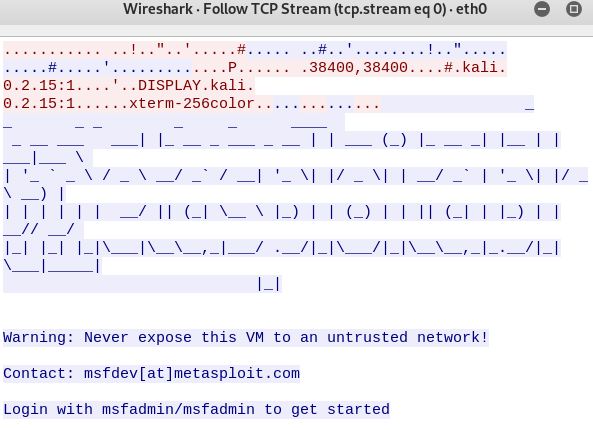 Wireshark · Follow TCP Stream (tcp.stream eq 0) · eth0
........... ..!.."..'.....#..... ..#..'........!..".....
.....#.....'.............P...... .38400,38400....#.kali.
0.2.15:1....'..DISPLAY.kali.
0.2.15:1......xterm-256color..............                _
_       _ _        _     _      ____
 _ __ ___   ___| |_ __ _ ___ _ __ | | ___ (_) |_ __ _| |__ | |
___|___ \
| '_ ` _ \ / _ \ __/ _` / __| '_ \| |/ _ \| | __/ _` | '_ \| |/ _
\ __) |
| | | | | |  __/ || (_| \__ \ |_) | | (_) | | || (_| | |_) | |
__// __/
|_| |_| |_|\___|\__\__,_|___/ .__/|_|\___/|_|\__\__,_|_.__/|_|
\___|_____|
                            |_|
Warning: Never expose this VM to an untrusted network!
Contact: msfdev[at]metasploit.com
Login with msfadmin/msfadmin to get started